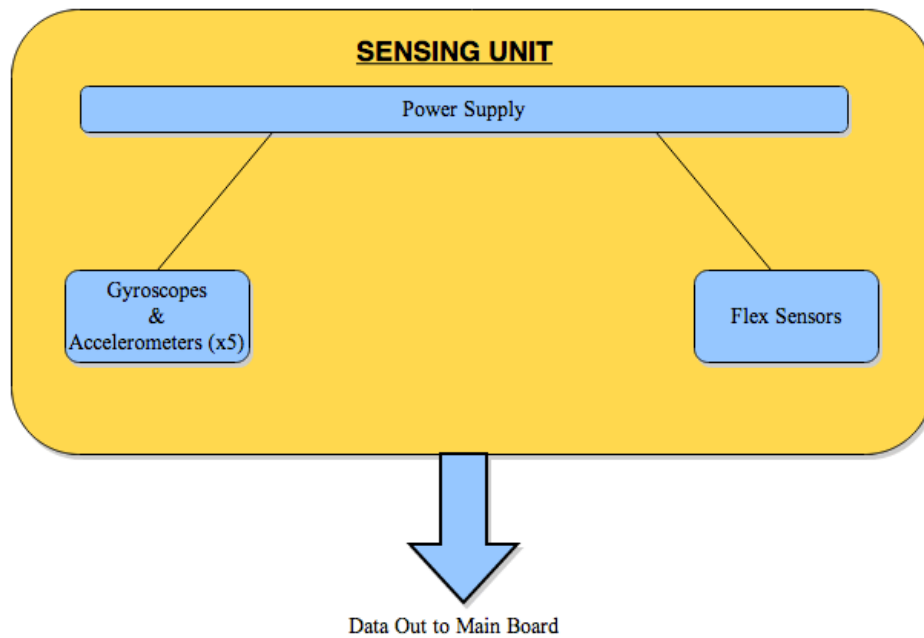 SENSING UNIT
Power Supply
Gyroscopes
&
Accelerometers (x5)
Flex Sensors
Data Out to Main Board